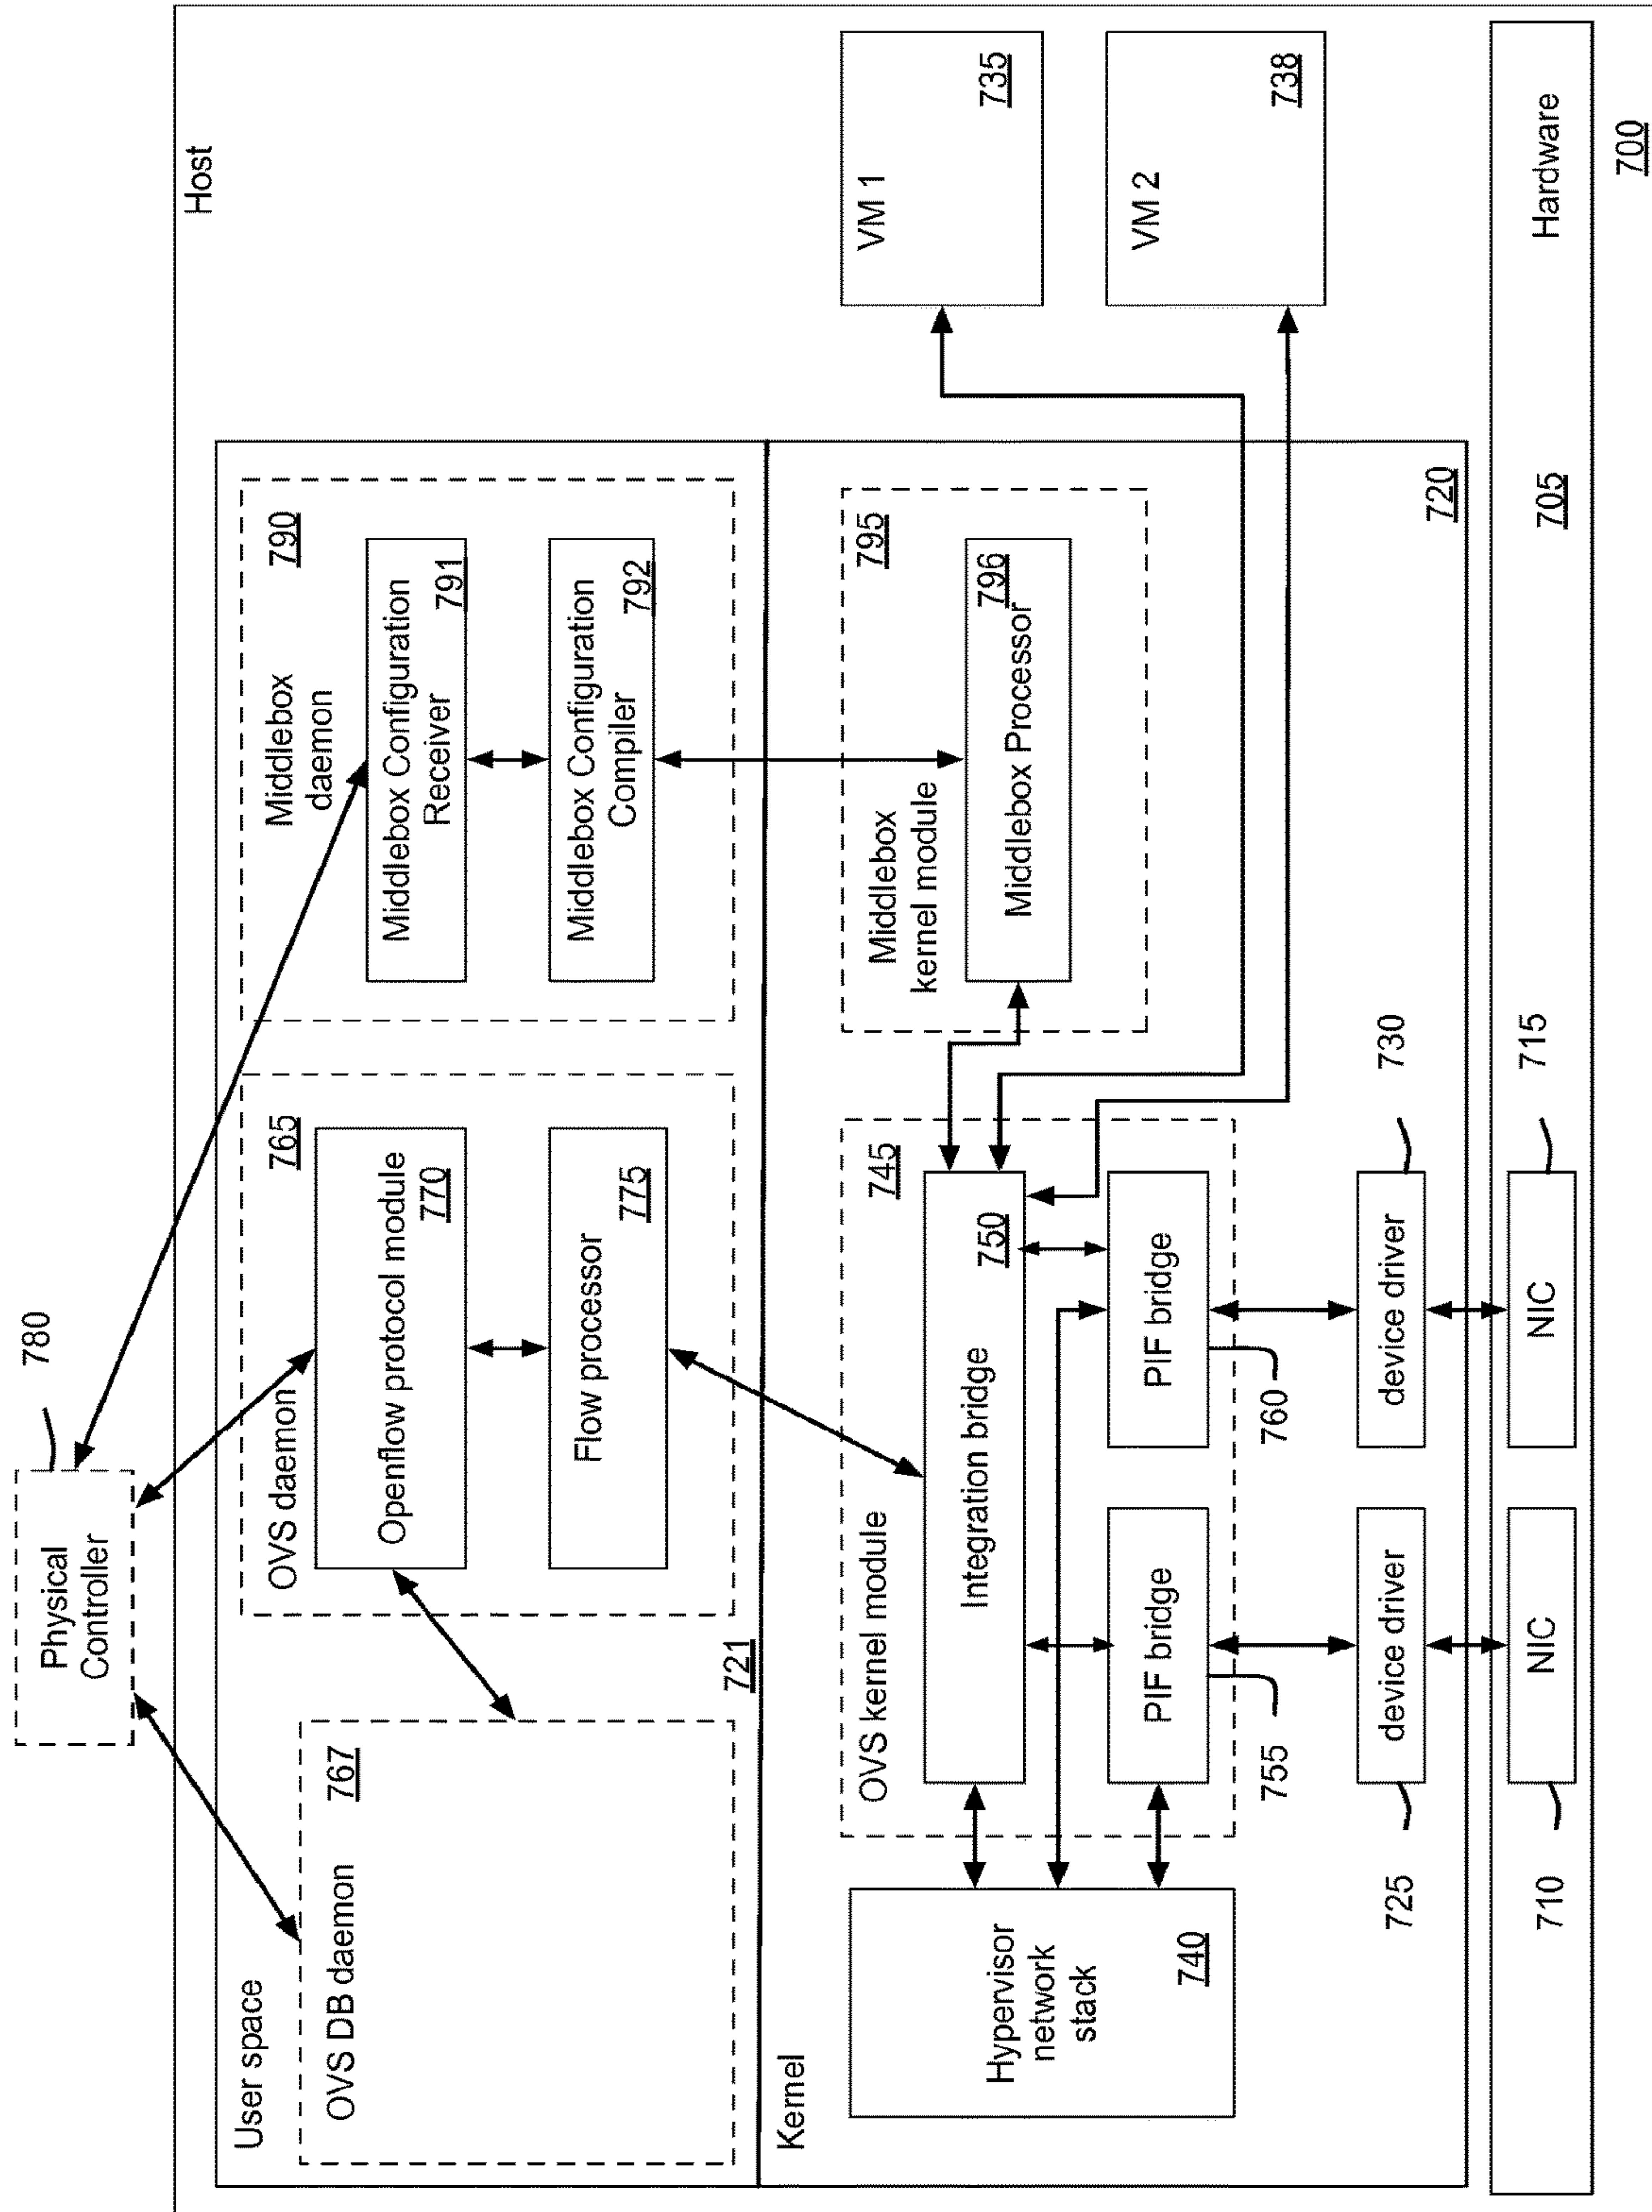 780
Physical
Controller
Host
User space
OVS DB daemon
767
OVS daemon
765
Openflow protocol module
770
Flow processor
775
721
Middlebox
daemon
790
Middlebox Configuration
Receiver
791
Middlebox Configuration
Compiler
792
Kernel
Hypervisor
network
stack
740
OVS kernel module
745
Integration bridge
750
PIF bridge
755
PIF bridge
760
Middlebox
kernel module
795
796
Middlebox Processor
VM 1
735
VM 2
738
device driver
725
device driver
730
720
NIC
710
NIC
715
705
Hardware
700